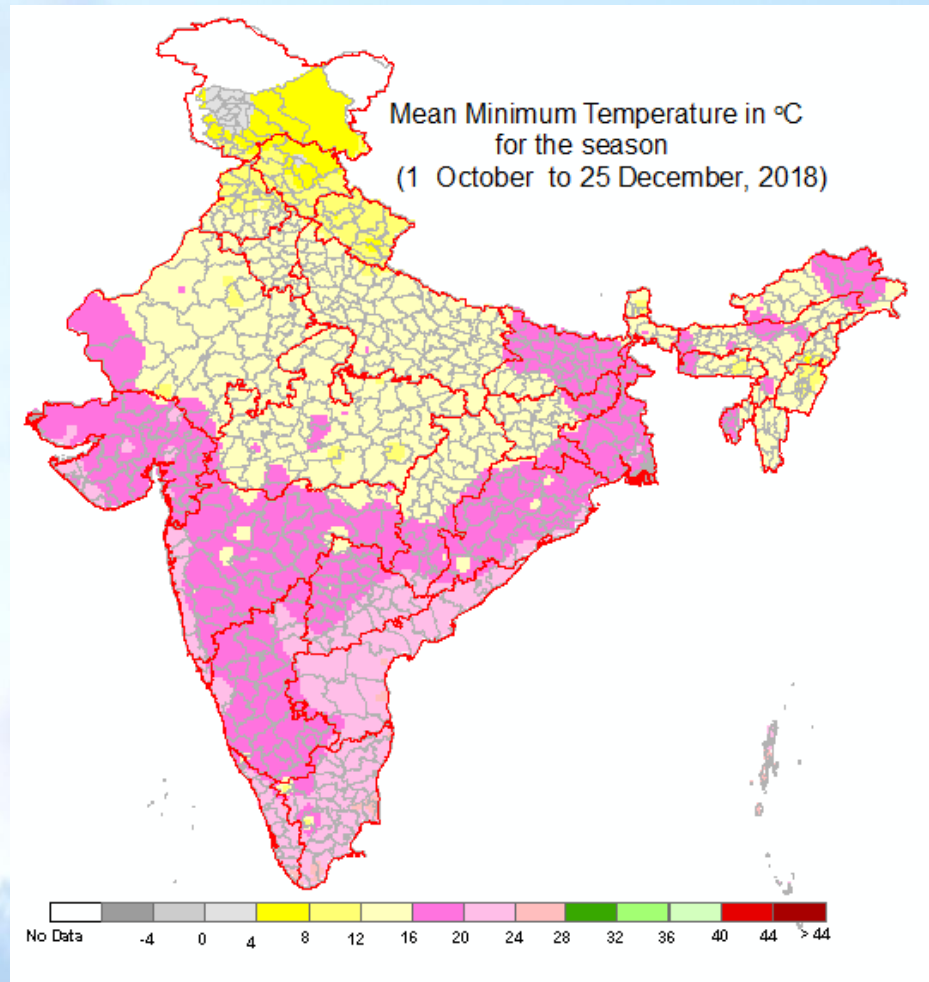 Mean Minimum Temperature in °C
for the season
(1 October to 25 December, 2018)
No Data -4 0 4 8 12 16 20 24 28 32 36 40 44 > 44